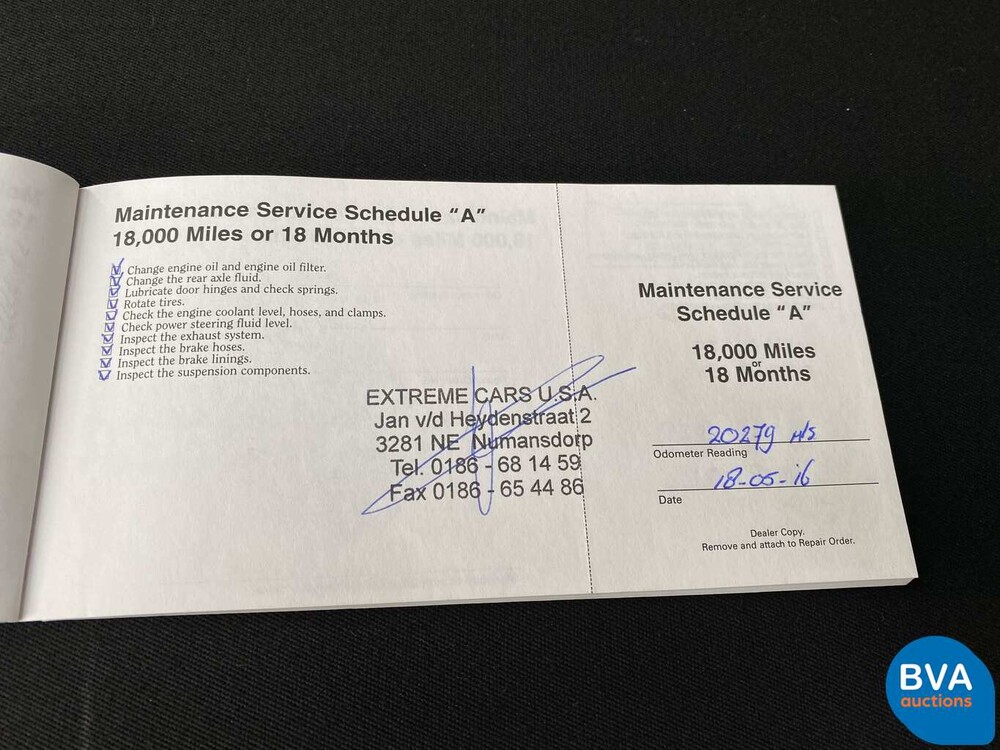 Maintenance Service Schedule “A”
18,000 Miles or 18 Months
Change engine oil and engine oil filter.
Change the rear axle fluid.
Lubricate door hinges and check springs.
Rotate tires.
Check the engine coolant level, hoses, and clamps.
Check power steering fluid level.
Inspect the exhaust system.
Inspect the brake hoses.
Inspect the brake linings.
Inspect the suspension components.
EXTREME CARS U.S.A.
Jan v/d Heydenstraat 2
3281 NE Numansdorp
Tel. 0186 - 68 14 59
Fax 0186 - 65 44 86
Maintenance Service
Schedule “A”
18,000 Miles
or
18 Months
20279
Odometer Reading
18-05-16
Date
Dealer Copy.
Remove and attach to Repair Order.
BVA
auctions